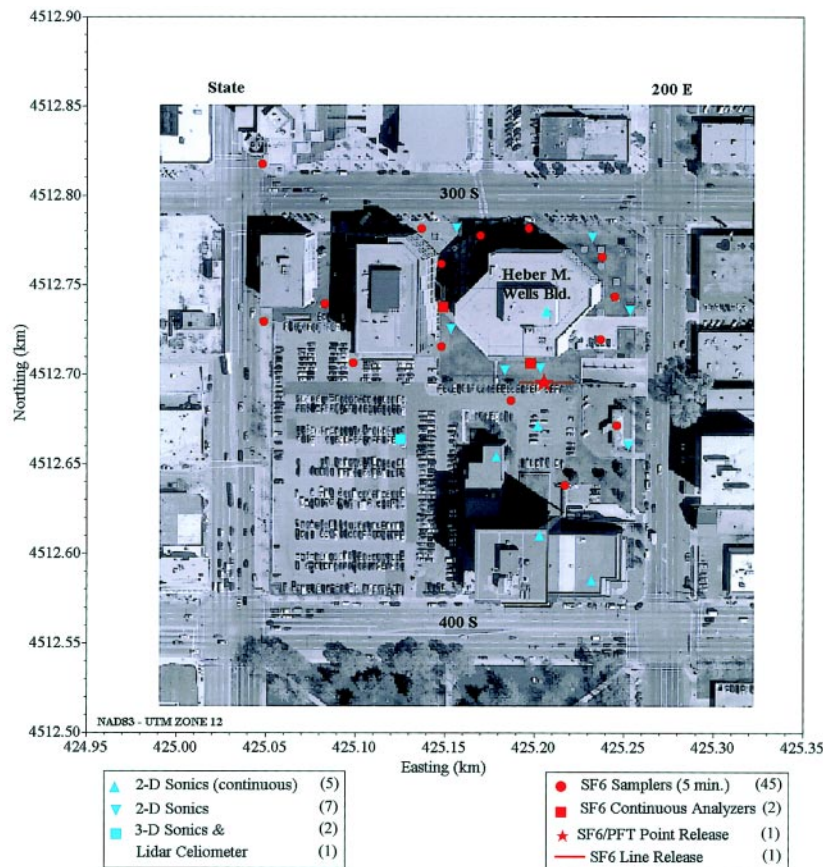 4512.90
4512.85
4512.80
4512.75
4512.70
4512.65
4512.60
4512.55
4512.50
Northing (km)
State
200 E
300 S
Heber M.
Wells Bld.
400 S
NAD83 - UTM ZONE 12
424.95 425.00 425.05 425.10 425.15 425.20 425.25 425.30 425.35
Easting (km)
2-D Sonics (continuous) (5)
2-D Sonics (7)
3-D Sonics & (2)
Lidar Celiometer (1)
SF6 Samplers (5 min.) (45)
SF6 Continuous Analyzers (2)
SF6/PFT Point Release (1)
SF6 Line Release (1)